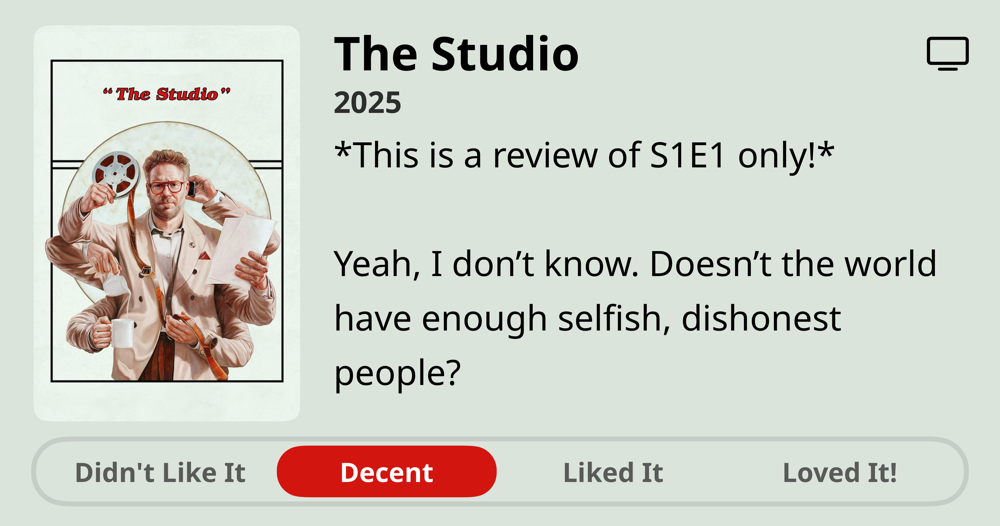 “The Studio”
The Studio
2025
*This is a review of S1E1 only!*
Yeah, I don’t know. Doesn’t the world
have enough selfish, dishonest
people?
Didn't Like It
Decent
Liked It
Loved It!